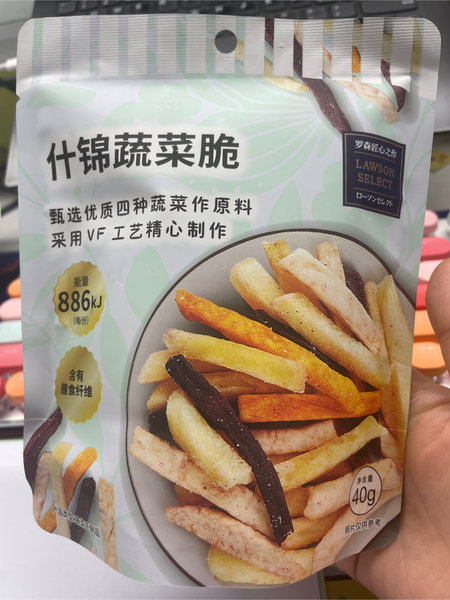 什锦蔬菜脆
罗森匠心之作
LAWSON
SELECT
ローソンセレクト
甄选优质四种蔬菜作原料
采用VF工艺精心制作
能量
886kJ
(每份)
含有
膳食纤维
净含量
40g
照片仅供参考